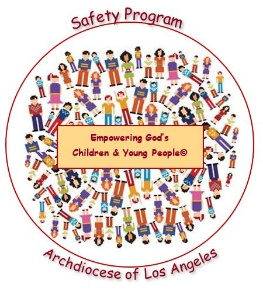 Safety Program
Empowering God's
Children & Young People©
Archdiocese of Los Angeles